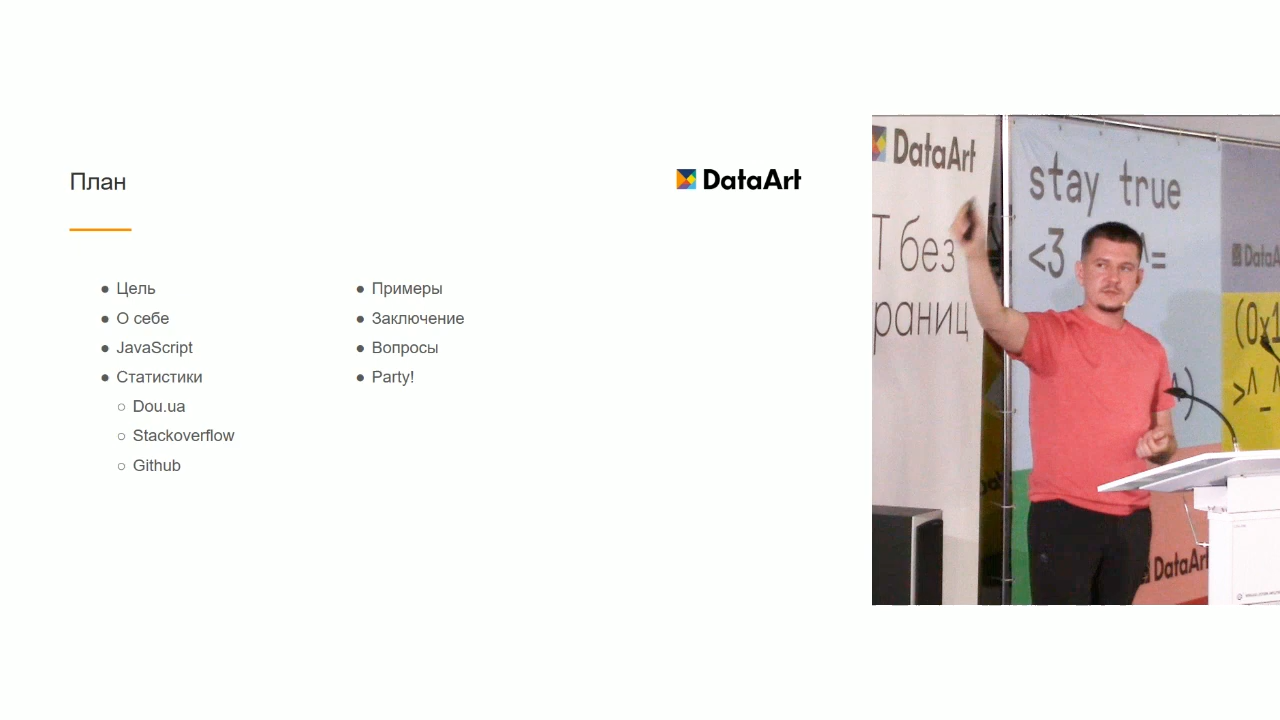 План
DataArt
Цель
О себе
JavaScript
Статистики
Dou.ua
Stackoverflow
Github
Примеры
Заключение
Вопросы
Party!
DataArt
без
stay true
<3
DataArt